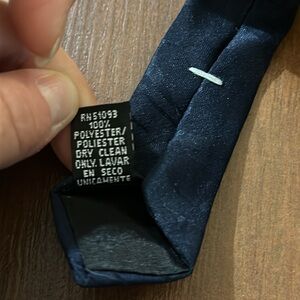 RN51093
100%
POLYESTER/
POLIESTER
DRY CLEAN
ONLY. LAVAR
EN SECO
UNICAMENTE